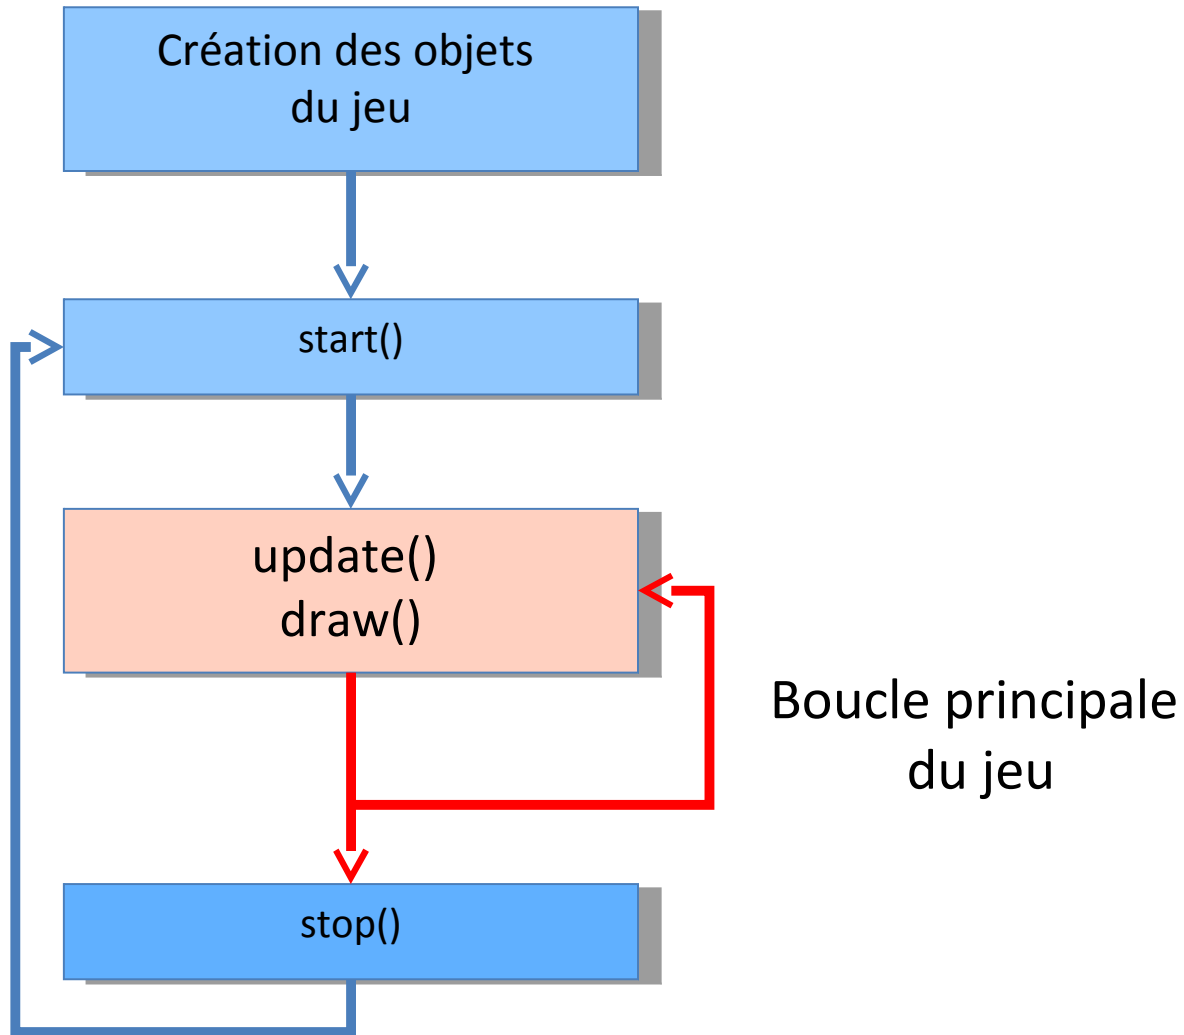 Création des objets
du jeu
start()
update()
draw()
Boucle principale
du jeu
stop()